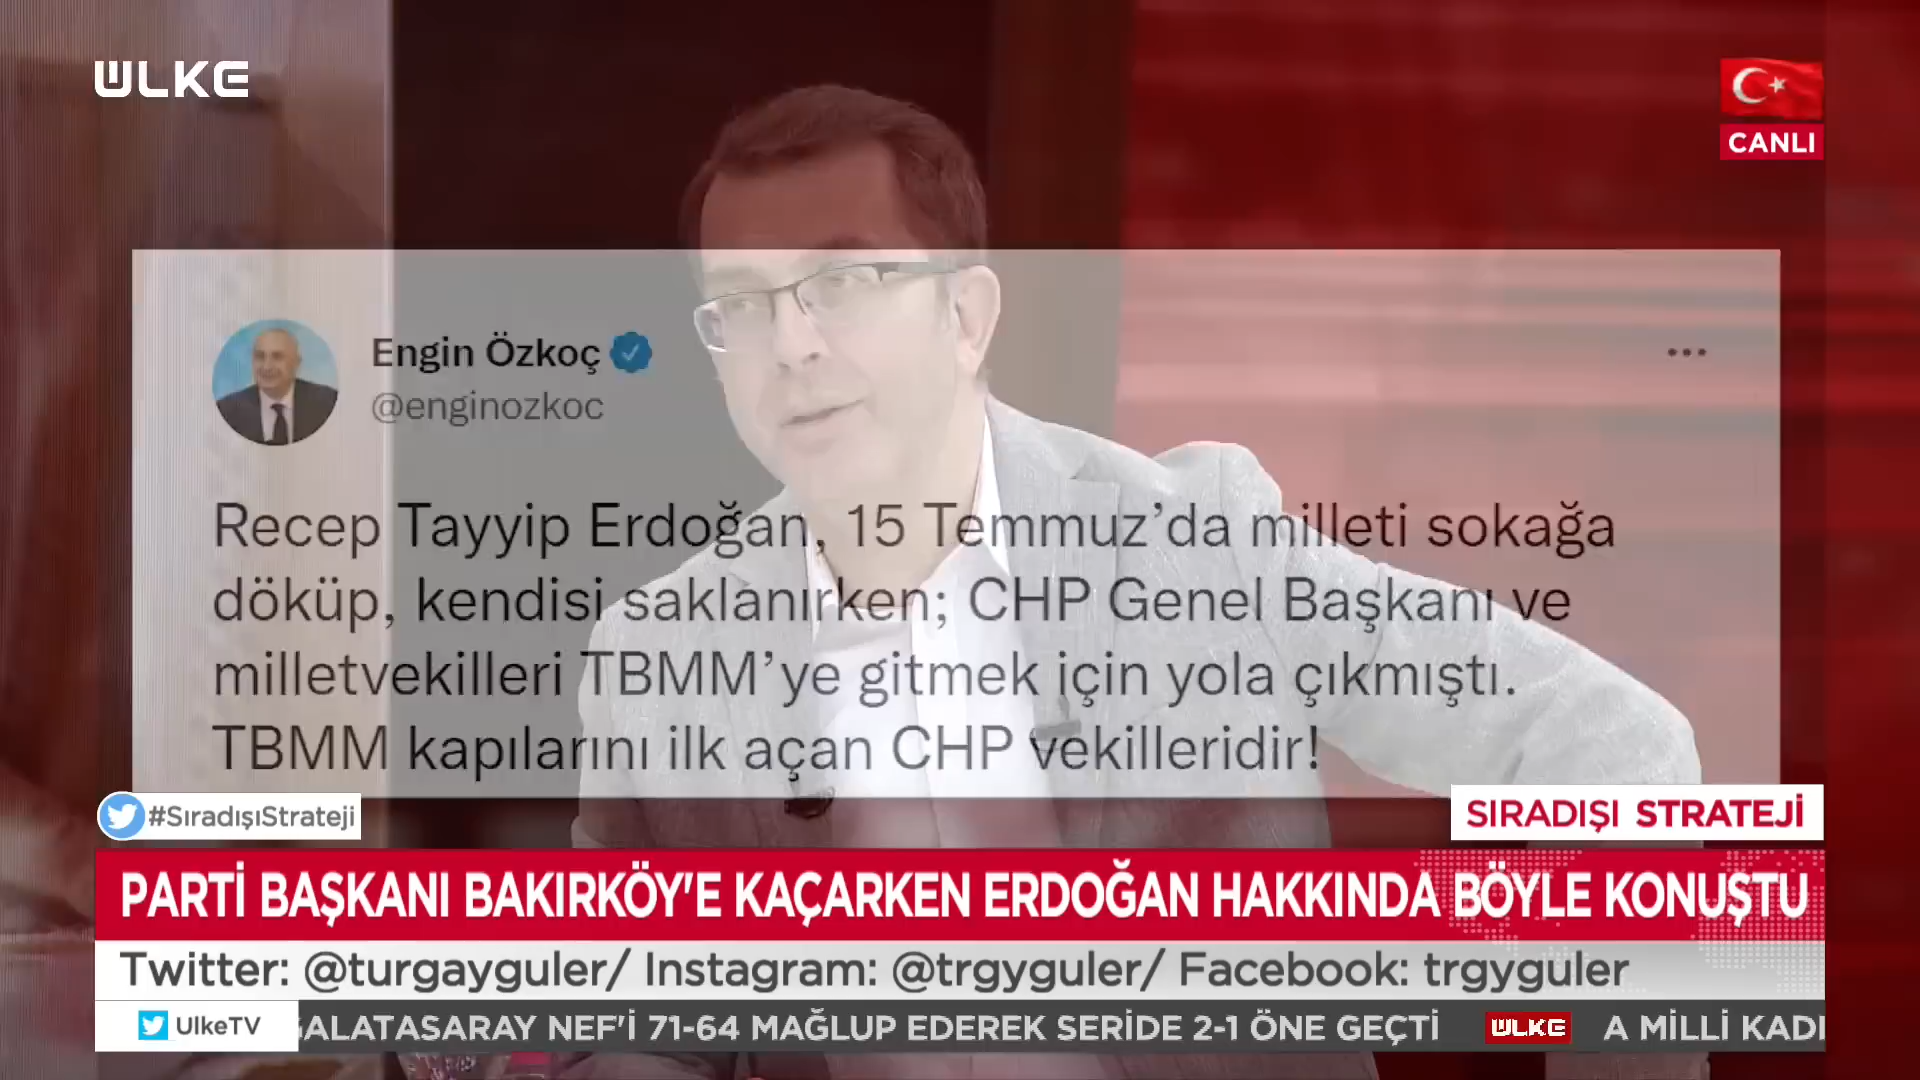 ÜLKE
CANLI
Engin Özkoç
@enginozkoc
Recep Tayyip Erdoğan, 15 Temmuz’da milleti sokağa
döküp, kendisi saklanırken; CHP Genel Başkanı ve
milletvekilleri TBMM’ye gitmek için yola çıkmıştı.
TBMM kapılarını ilk açan CHP vekilleridir!
#SıradışıStrateji
SIRADIŞI STRATEJİ
PARTİ BAŞKANI BAKIRKÖY'E KAÇARKEN ERDOĞAN HAKKINDA BÖYLE KONUŞTU
Twitter: @turgayguler/ Instagram: @trgyguler/ Facebook: trgyguler
UlkeTV GALATASARAY NEF'İ 71-64 MAĞLUP EDEREK SERİDE 2-1 ÖNE GEÇTİ ÜLKE A MİLLİ KADI